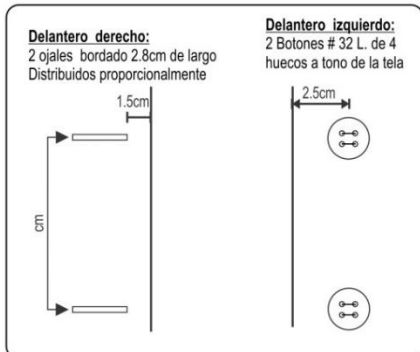 Delantero derecho:
2 ojales bordado 2.8cm de largo
Distribuidos proporcionalmente
1.5cm
cm
Delantero izquierdo:
2 Botones # 32 L. de 4
huecos a tono de la tela
2.5cm